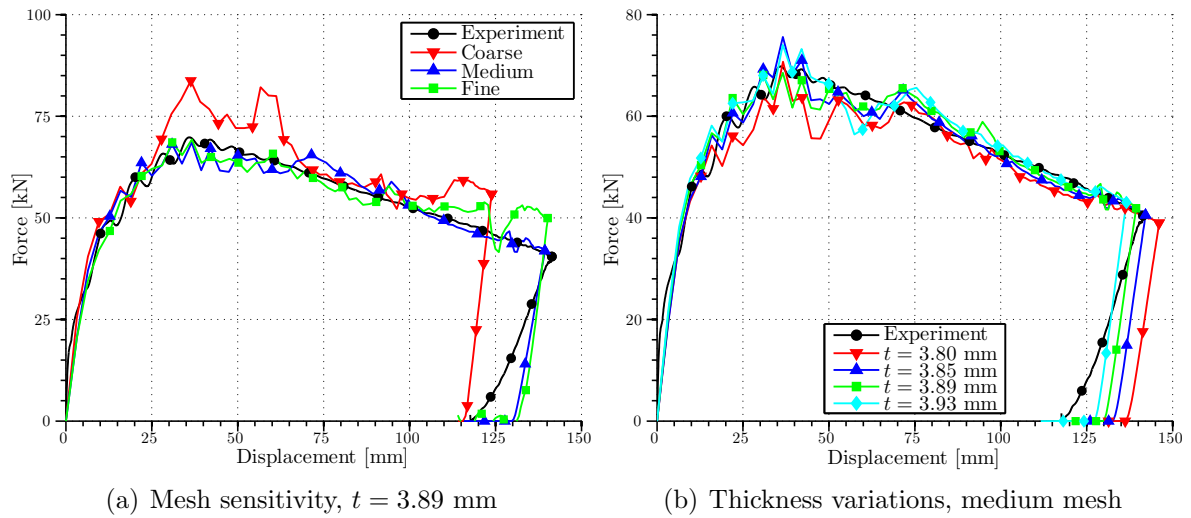 100
75
50
25
0
0
25
50
75
100
125
150
Force [kN]
Displacement [mm]
Experiment
Coarse
Medium
Fine
(a) Mesh sensitivity, t = 3.89 mm
80
60
40
20
0
0
25
50
75
100
125
150
Force [kN]
Displacement [mm]
Experiment
t = 3.80 mm
t = 3.85 mm
t = 3.89 mm
t = 3.93 mm
(b) Thickness variations, medium mesh